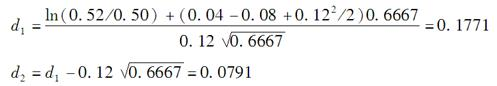 d₁ = \frac{ln(0.52/0.50) + (0.04 − 0.08 + 0.12²/2)0.6667}{0.12 √0.6667} = 0.1771
d₂ = d₁ − 0.12 √0.6667 = 0.0791